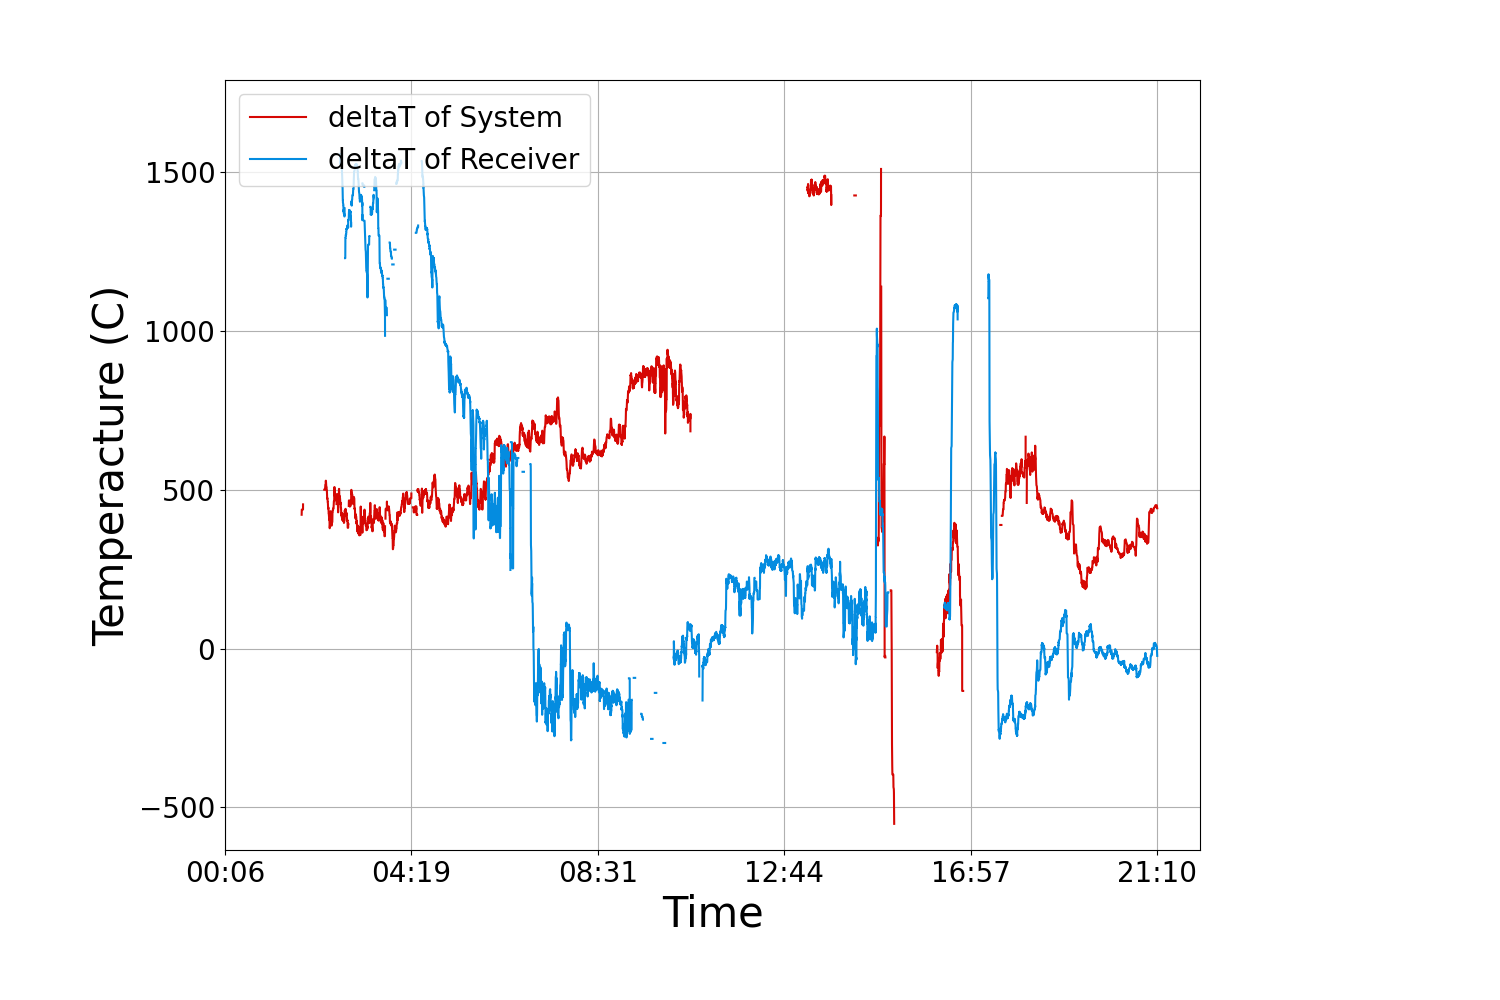 deltaT of System
deltaT of Receiver
1500
1000
500
0
−500
Temperacture (C)
00:06 04:19 08:31 12:44 16:57 21:10
Time